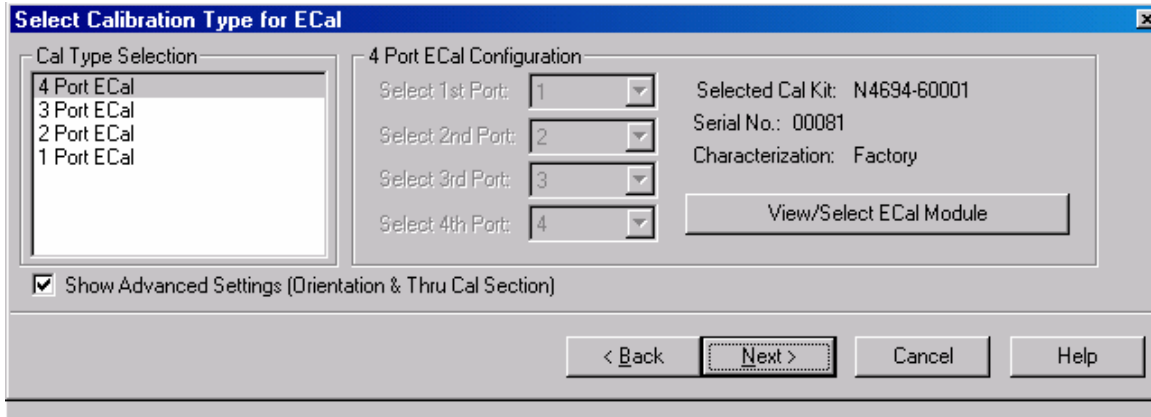 Select Calibration Type for ECal
Cal Type Selection
4 Port ECal
3 Port ECal
2 Port ECal
1 Port ECal
4 Port ECal Configuration
Select 1st Port: 1
Select 2nd Port: 2
Select 3rd Port: 3
Select 4th Port: 4
Selected Cal Kit: N4694-60001
Serial No.: 00081
Characterization: Factory
View/Select ECal Module
Show Advanced Settings (Orientation & Thru Cal Section)
< Back Next > Cancel Help